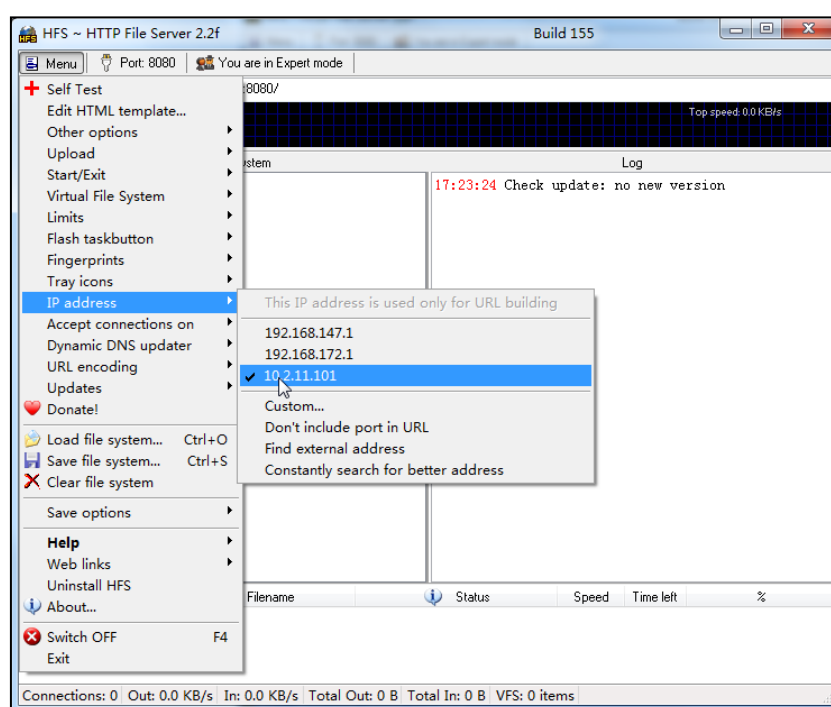 HFS ~ HTTP File Server 2.2f Build 155
Menu Port: 8080 You are in Expert mode
:8080/
Top speed: 0.0 KB/s
Log
17:23:24 Check update: no new version
Self Test
Edit HTML template...
Other options
Upload
Start/Exit
Virtual File System
Limits
Flash taskbutton
Fingerprints
Tray icons
IP address
Accept connections on
Dynamic DNS updater
URL encoding
Updates
Donate!
Load file system... Ctrl+O
Save file system... Ctrl+S
Clear file system
Save options
Help
Web links
Uninstall HFS
About...
Switch OFF F4
Exit
This IP address is used only for URL building
192.168.147.1
192.168.172.1
10.2.11.101
Custom...
Don't include port in URL
Find external address
Constantly search for better address
Filename Status Speed Time left %
Connections: 0 Out: 0.0 KB/s In: 0.0 KB/s Total Out: 0 B Total In: 0 B VFS: 0 items